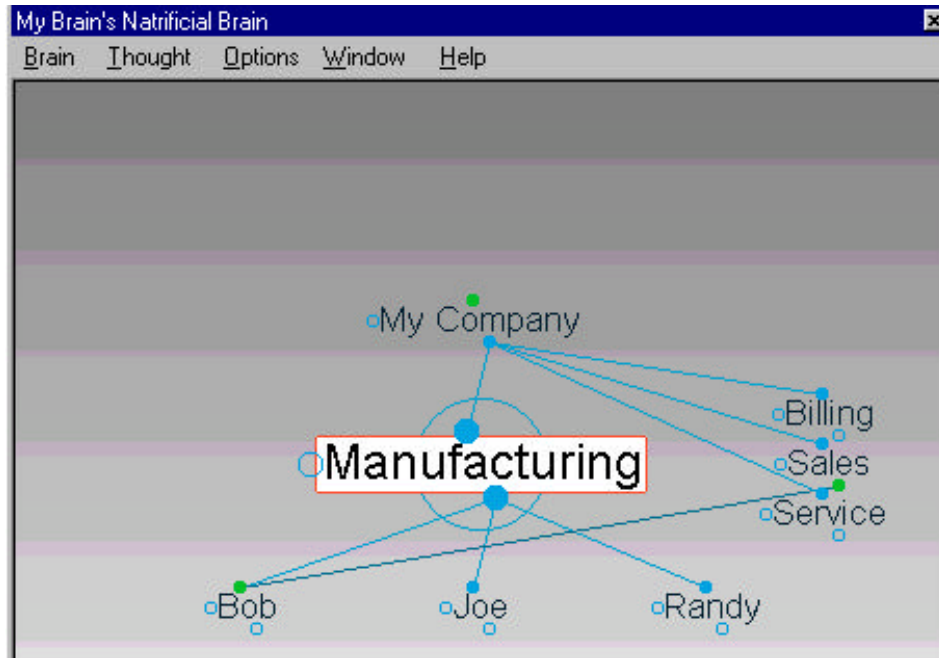 My Brain's Natrificial Brain
Brain Thought Options Window Help
My Company
Billing
Manufacturing
Sales
Service
Bob Joe Randy